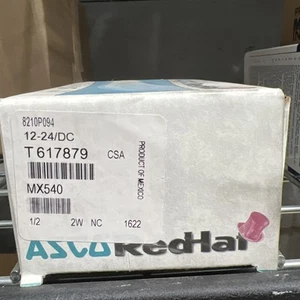 8210P094
12-24/DC
T 617879 CSA
PRODUCT OF MEXICO
MX540
1/2 2W NC 1622
ASCO RedHat